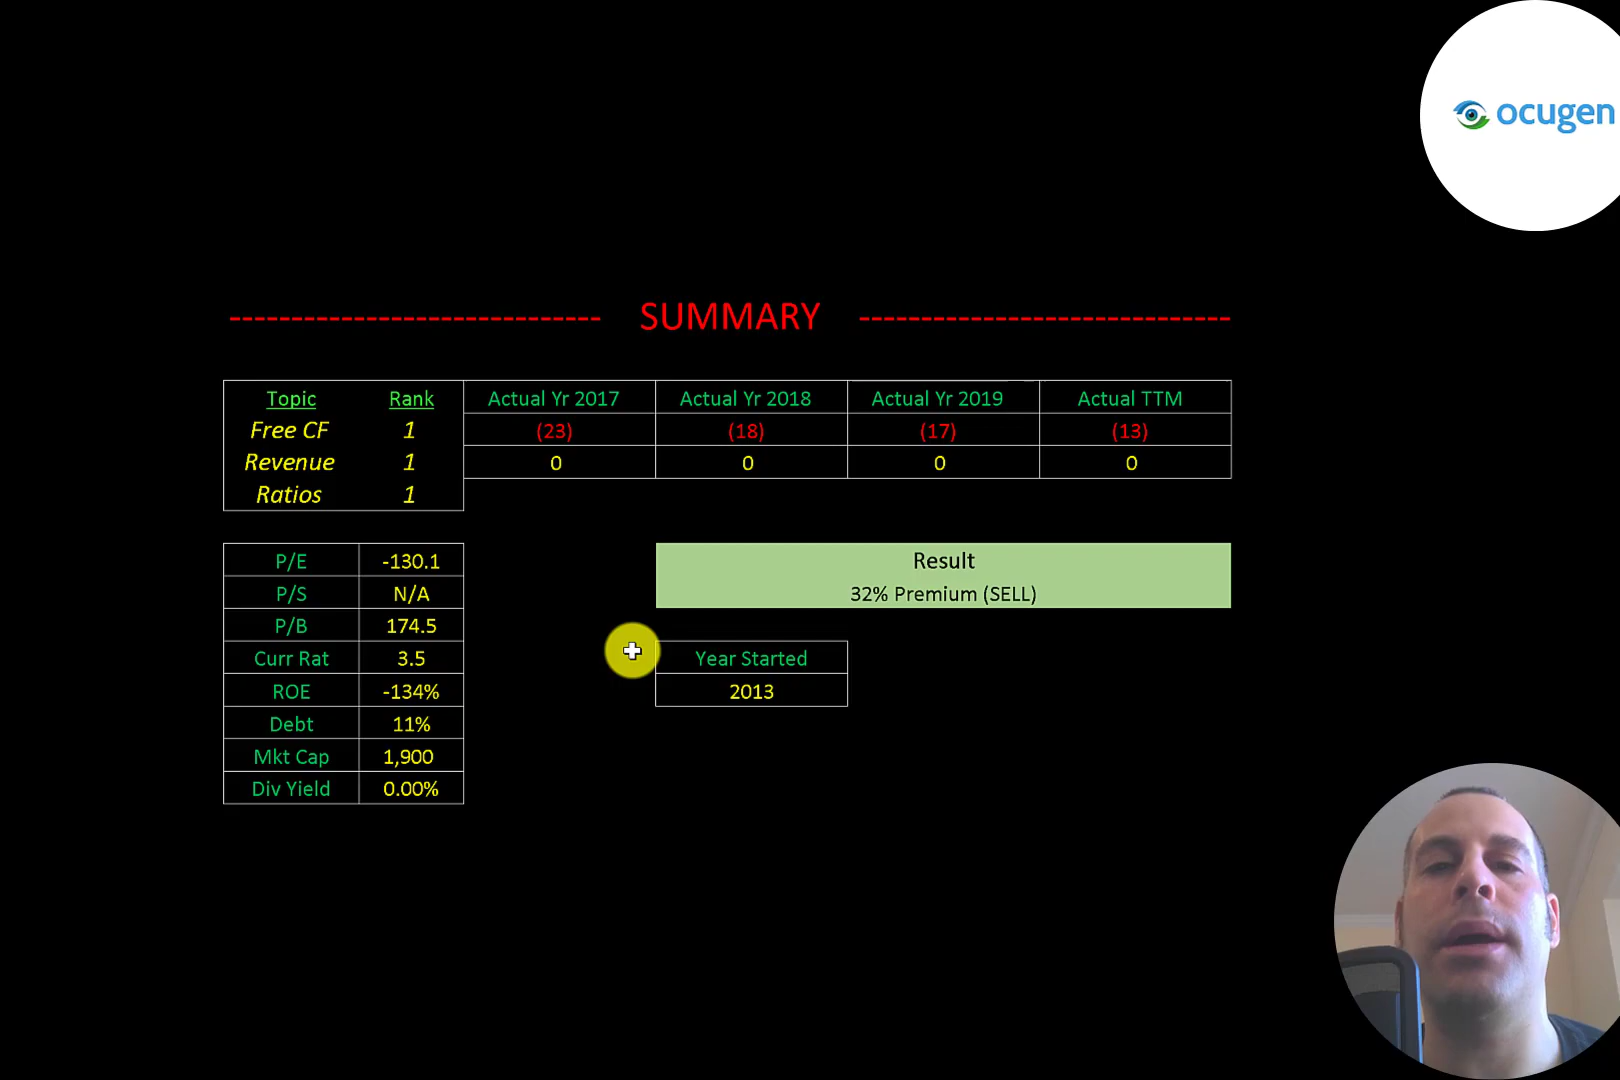 ocugen
------------------------------ SUMMARY ------------------------------
Topic Rank Actual Yr 2017 Actual Yr 2018 Actual Yr 2019 Actual TTM
Free CF 1 (23) (18) (17) (13)
Revenue 1 0 0 0 0
Ratios 1
P/E -130.1 Result
P/S N/A 32% Premium (SELL)
P/B 174.5
Curr Rat 3.5 Year Started
ROE -134% 2013
Debt 11%
Mkt Cap 1,900
Div Yield 0.00%